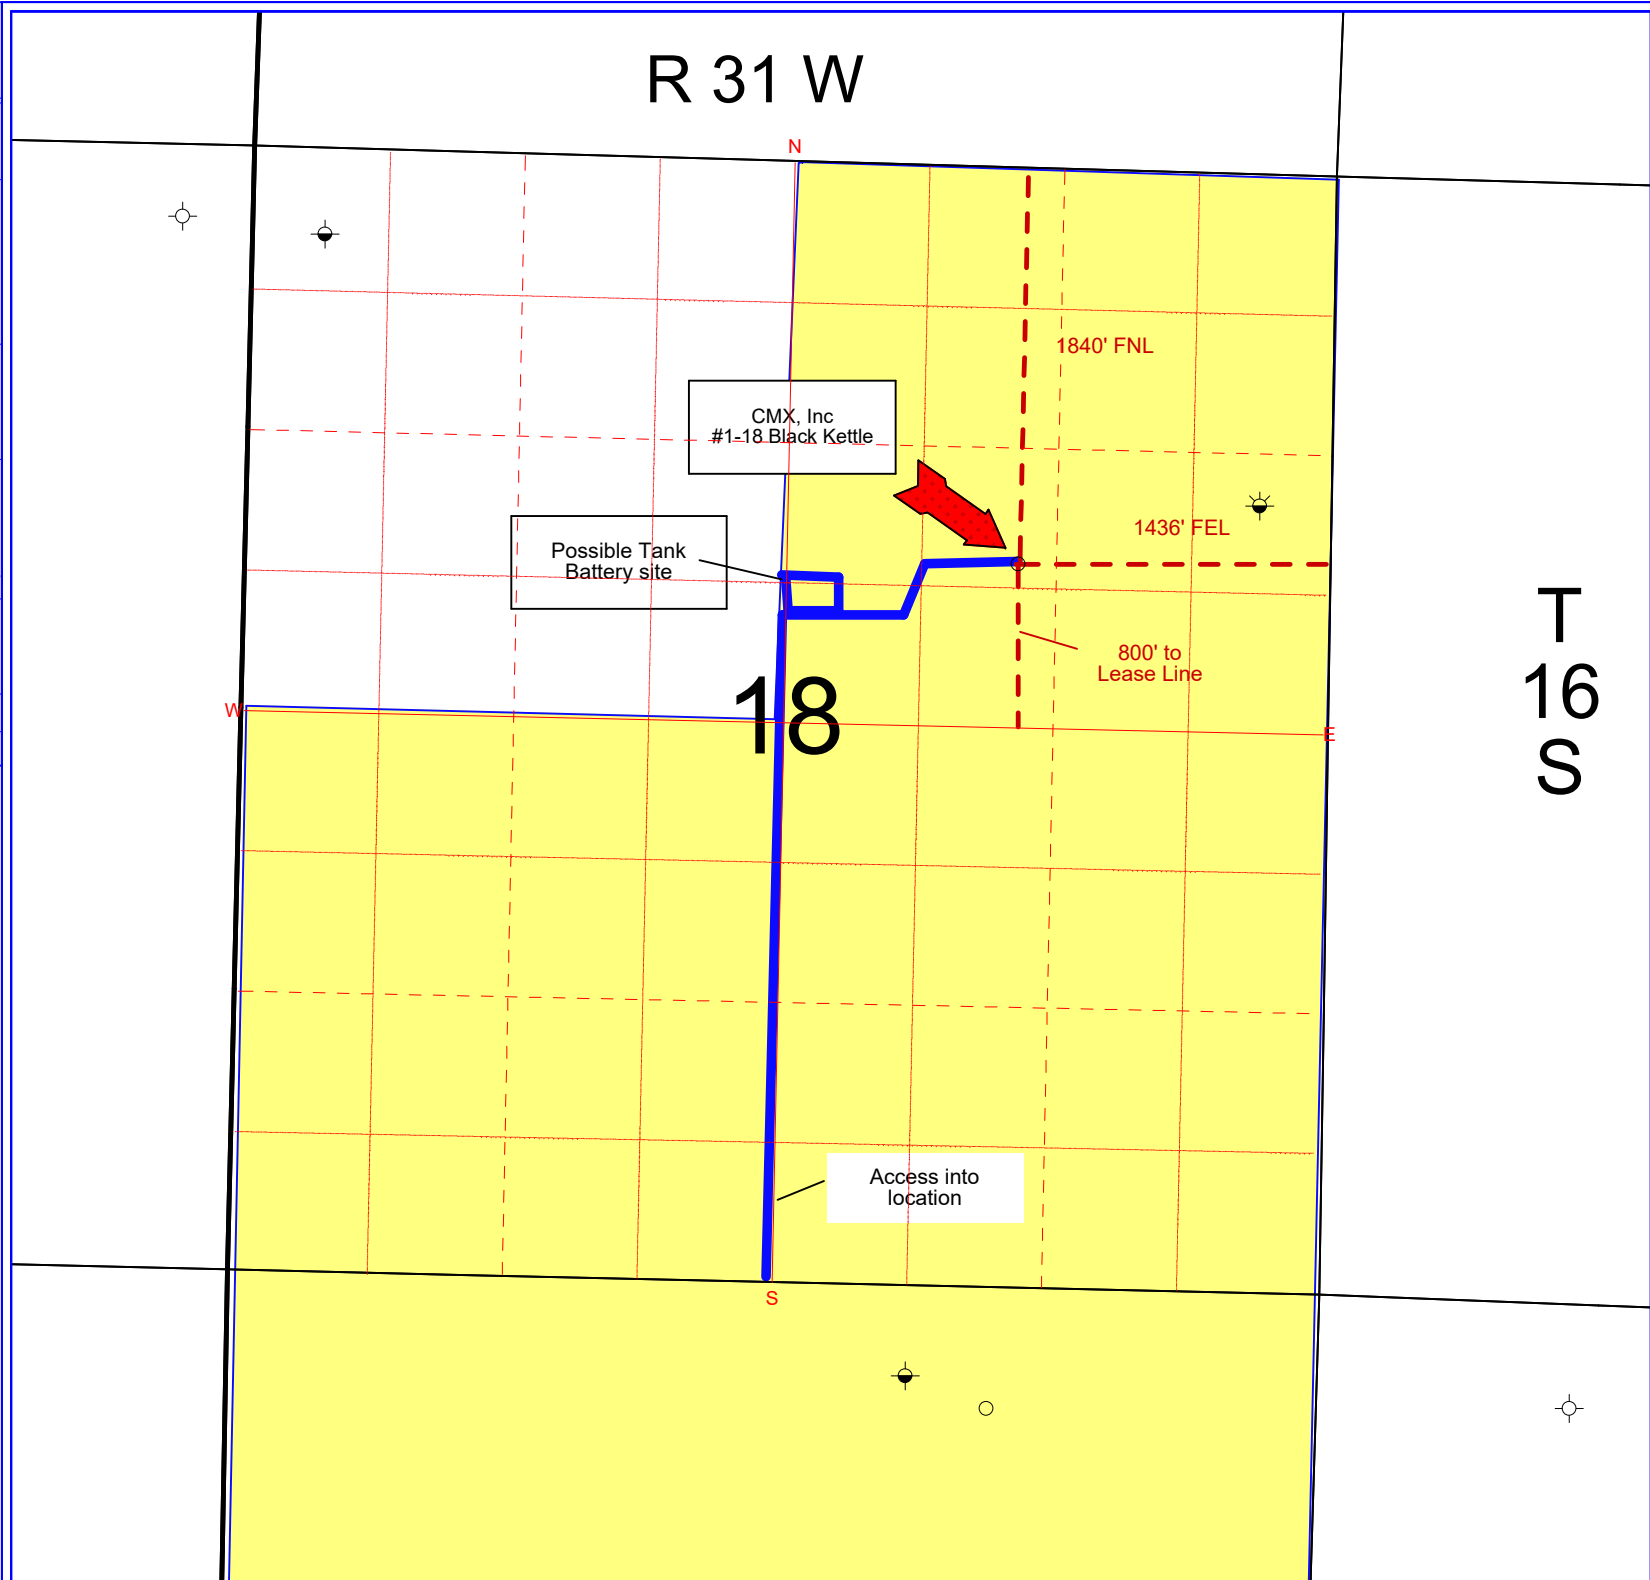 R 31 W
N
1840' FNL
CMX, Inc
#1-18 Black Kettle
1436' FEL
Possible Tank
Battery site
T
16
S
800' to
Lease Line
W
18
E
Access into
location
S